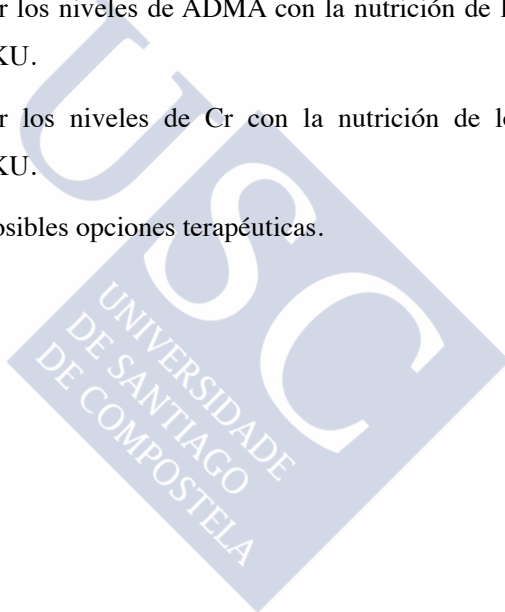 r los niveles de ADMA con la nutrición de l
KU.
r los niveles de Cr con la nutrición de l
KU.
osibles opciones terapéuticas.
USC
UNIVERSIDADE
DE SANTIAGO
DE COMPOSTELA